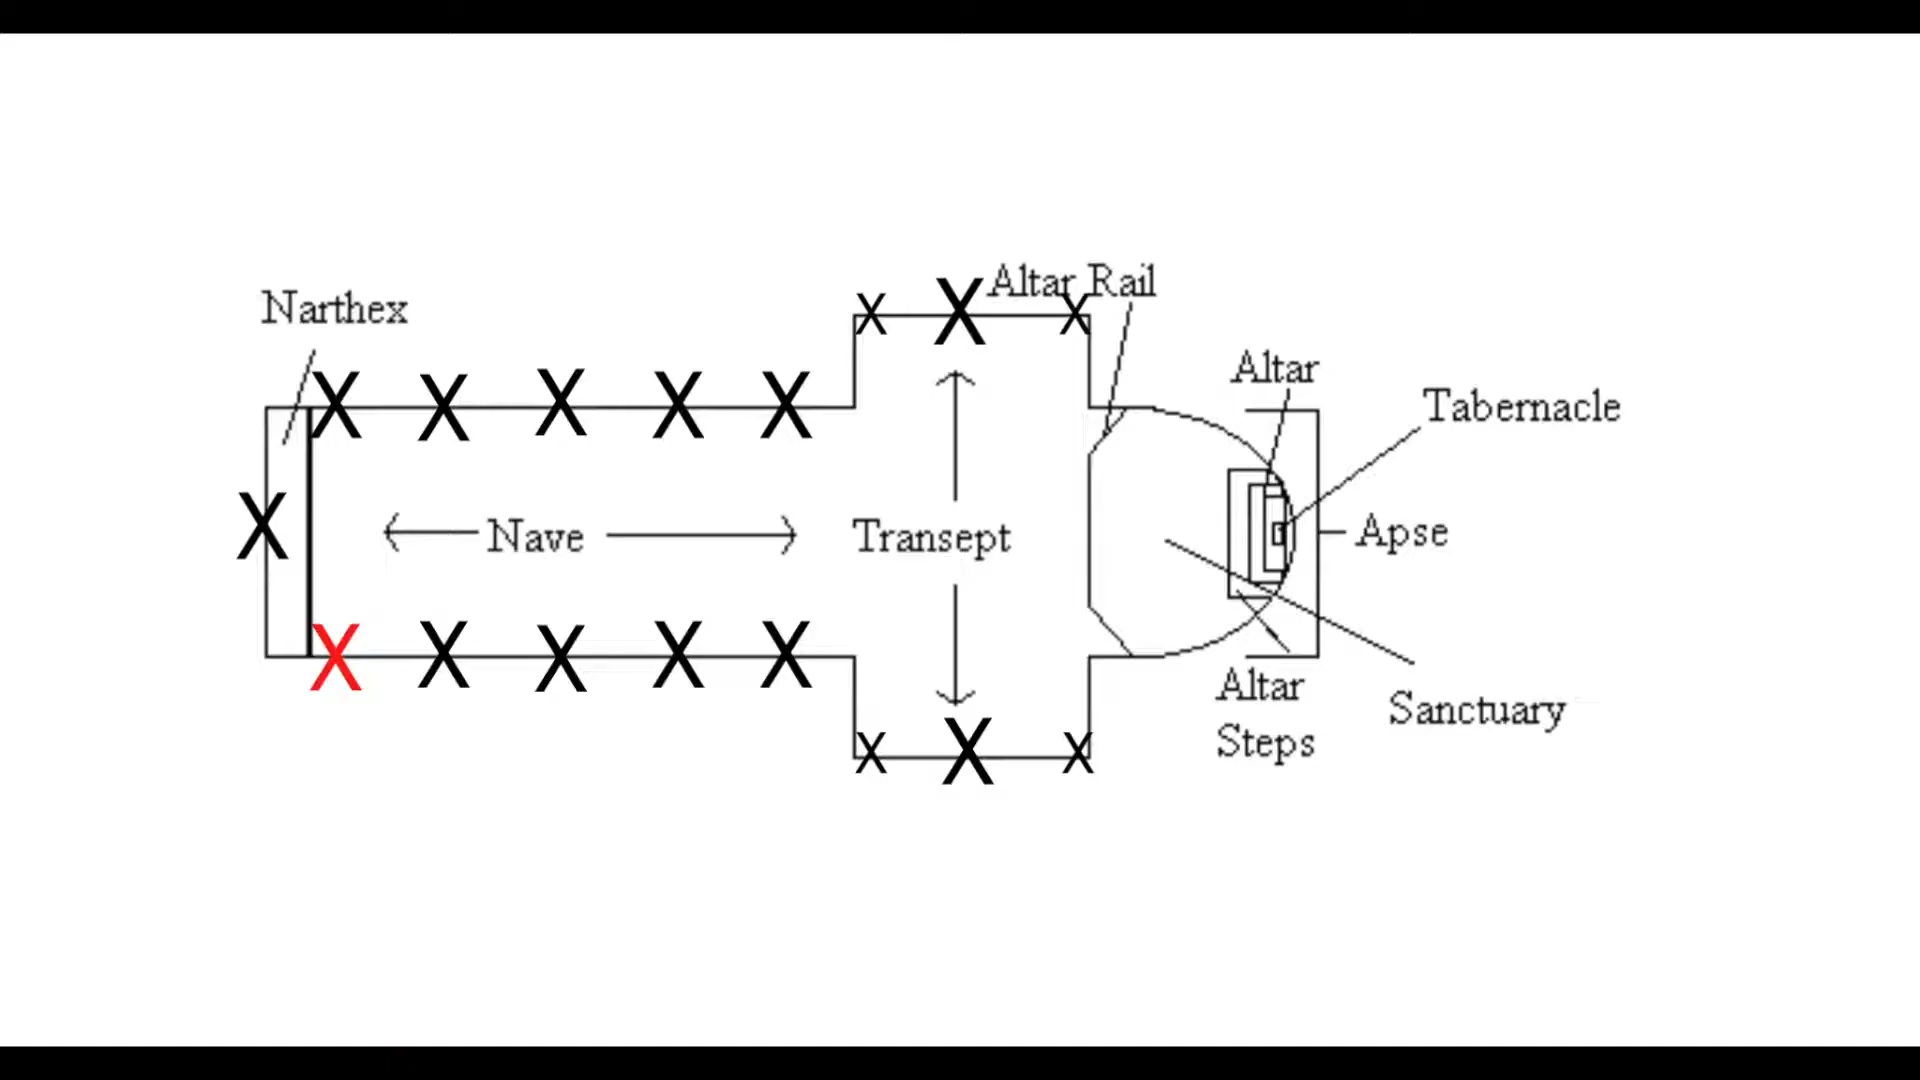 Altar Rail
X X X
Narthex
Altar
X X X X X
Tabernacle
X
Nave
Transept
Apse
X X X X X
Altar
Steps
Sanctuary
X X X